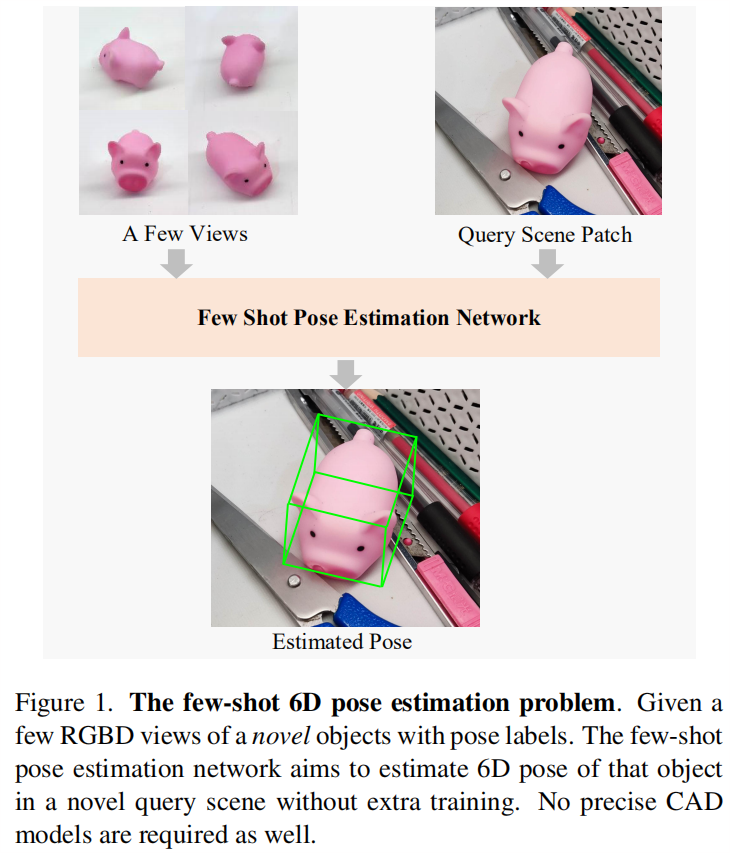 A Few Views
Query Scene Patch
Few Shot Pose Estimation Network
Estimated Pose
Figure 1. The few-shot 6D pose estimation problem. Given a
few RGBD views of a novel objects with pose labels. The few-shot
pose estimation network aims to estimate 6D pose of that object
in a novel query scene without extra training. No precise CAD
models are required as well.